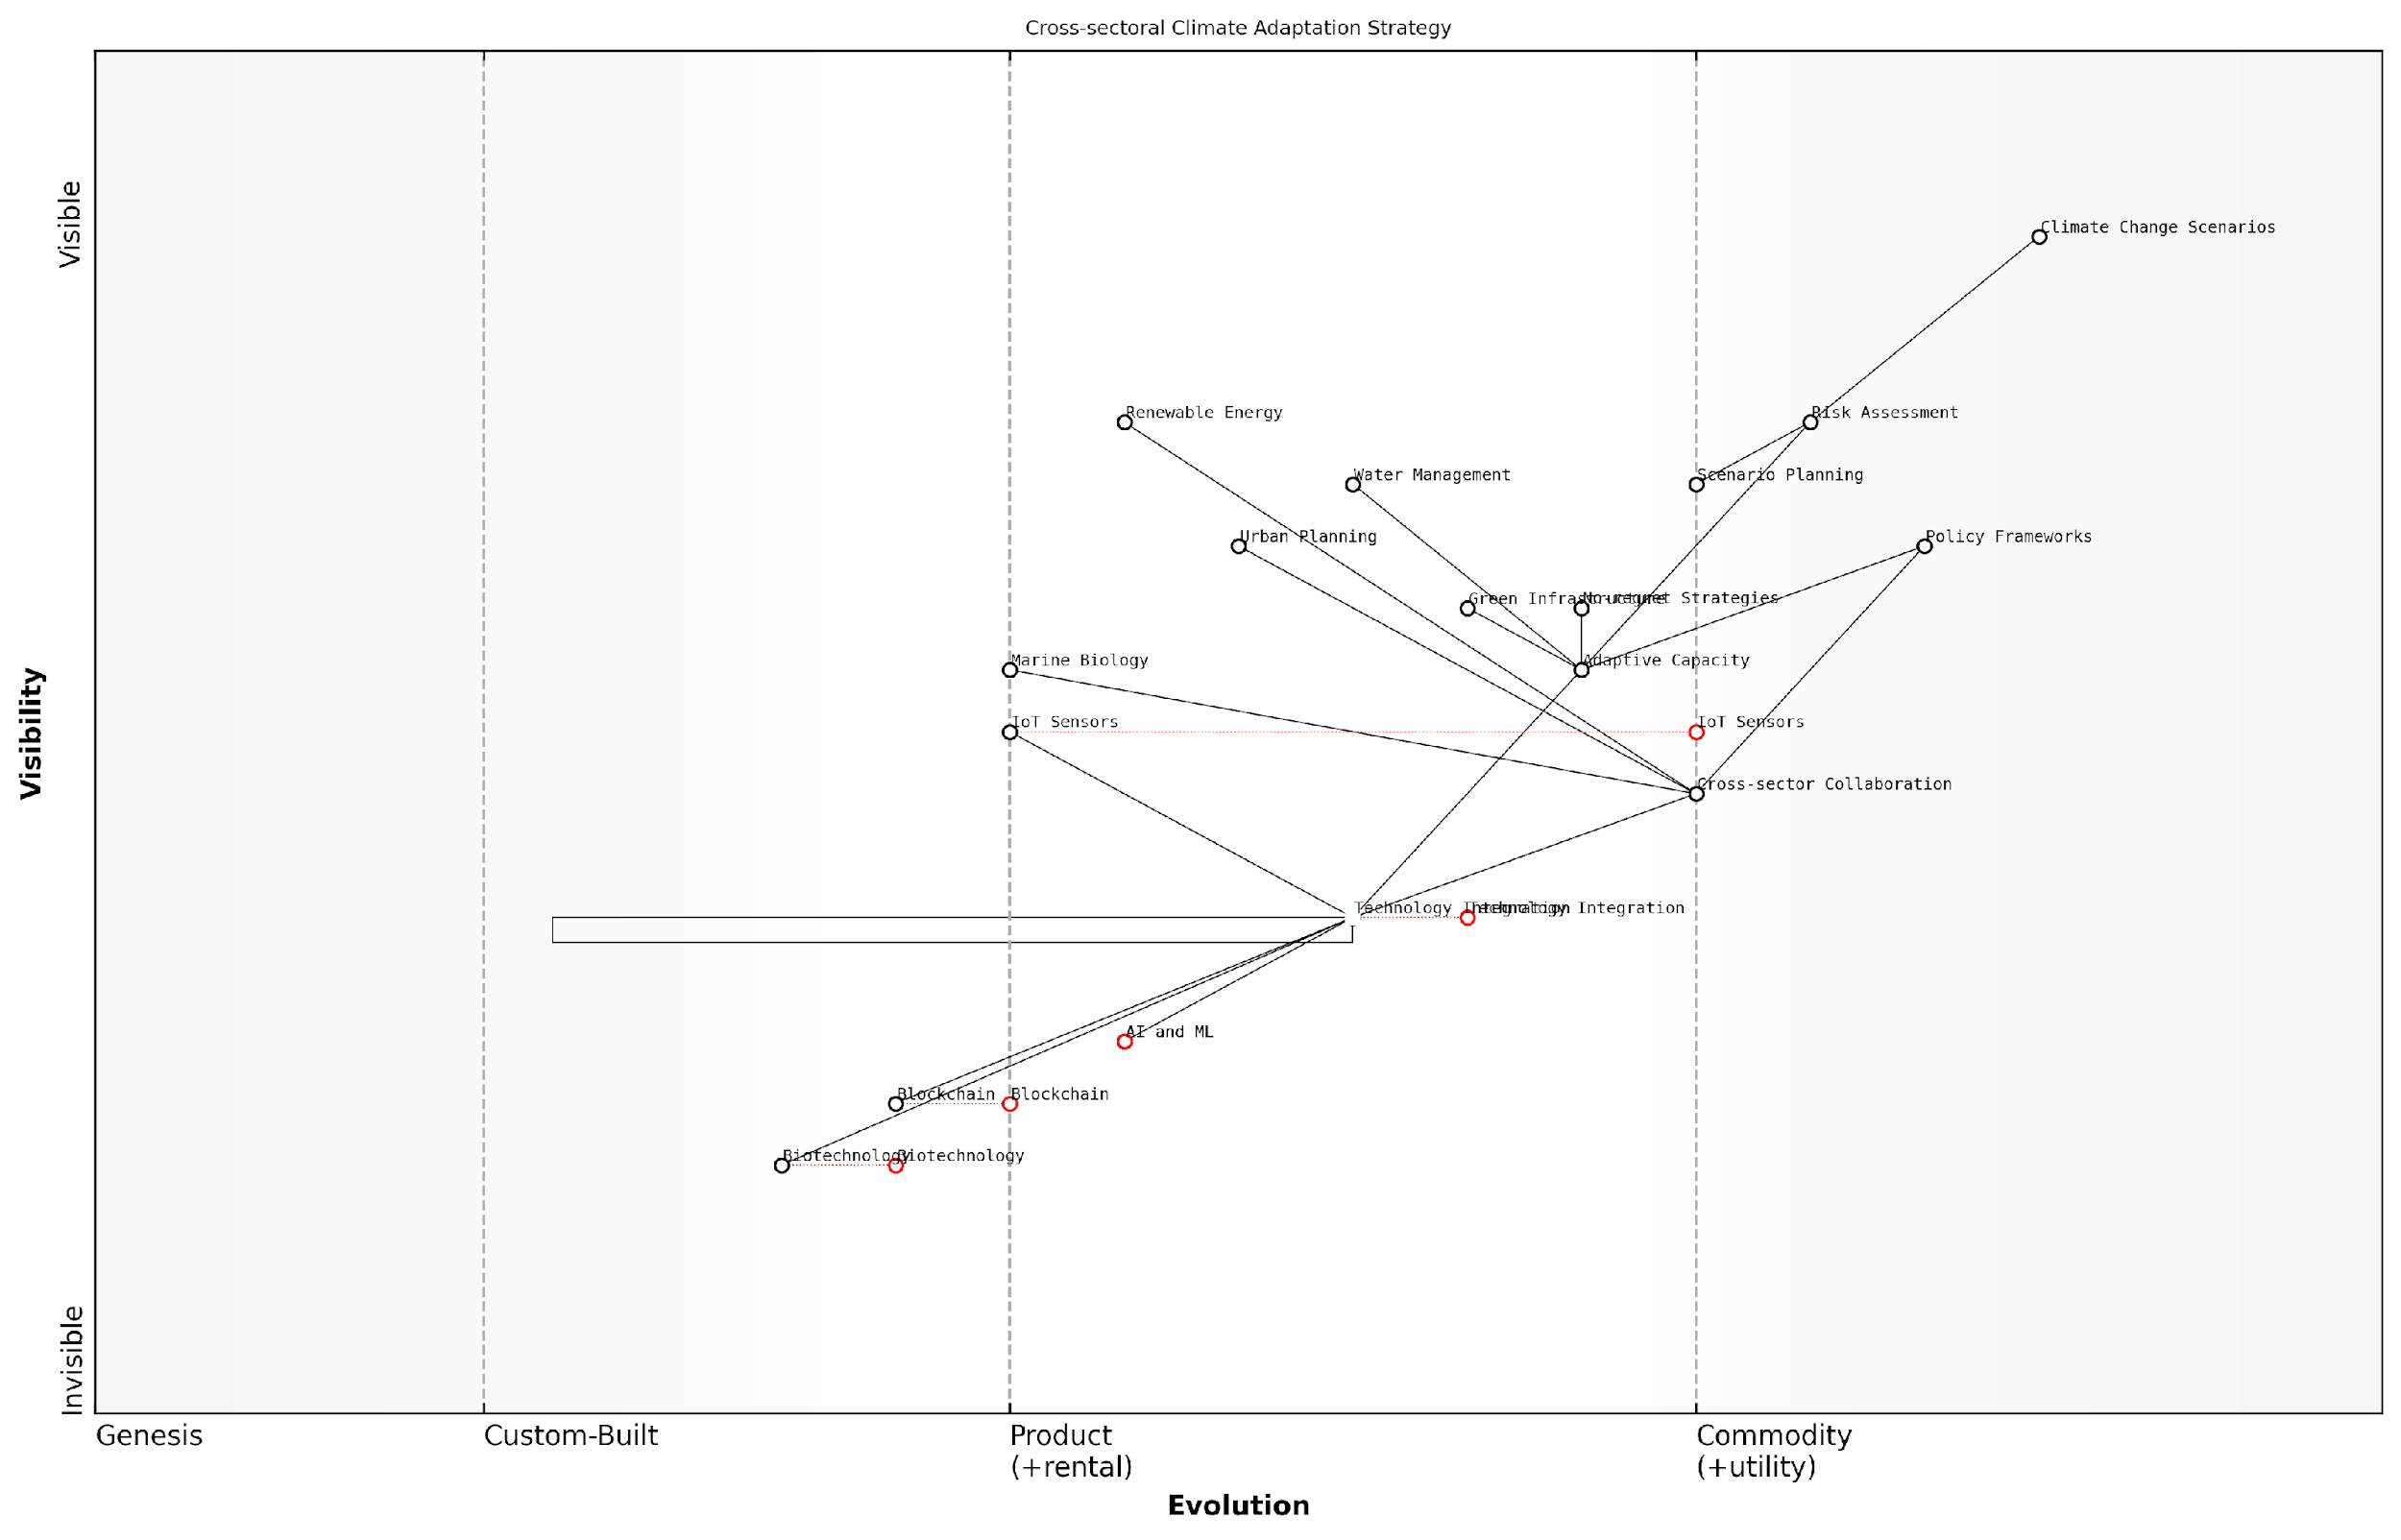 Cross-sectoral Climate Adaptation Strategy
Visible
Climate Change Scenarios
Renewable Energy
Risk Assessment
Water Management
Scenario Planning
Urban Planning
Policy Frameworks
Green Infrastructure
No-regret Strategies
Marine Biology
Adaptive Capacity
IoT Sensors
IoT Sensors
Visibility
Cross-sector Collaboration
Technology Integration
Technology Integration
AI and ML
Blockchain
Blockchain
Biotechnology
Biotechnology
Invisible
Genesis
Custom-Built
Product
(+rental)
Commodity
(+utility)
Evolution